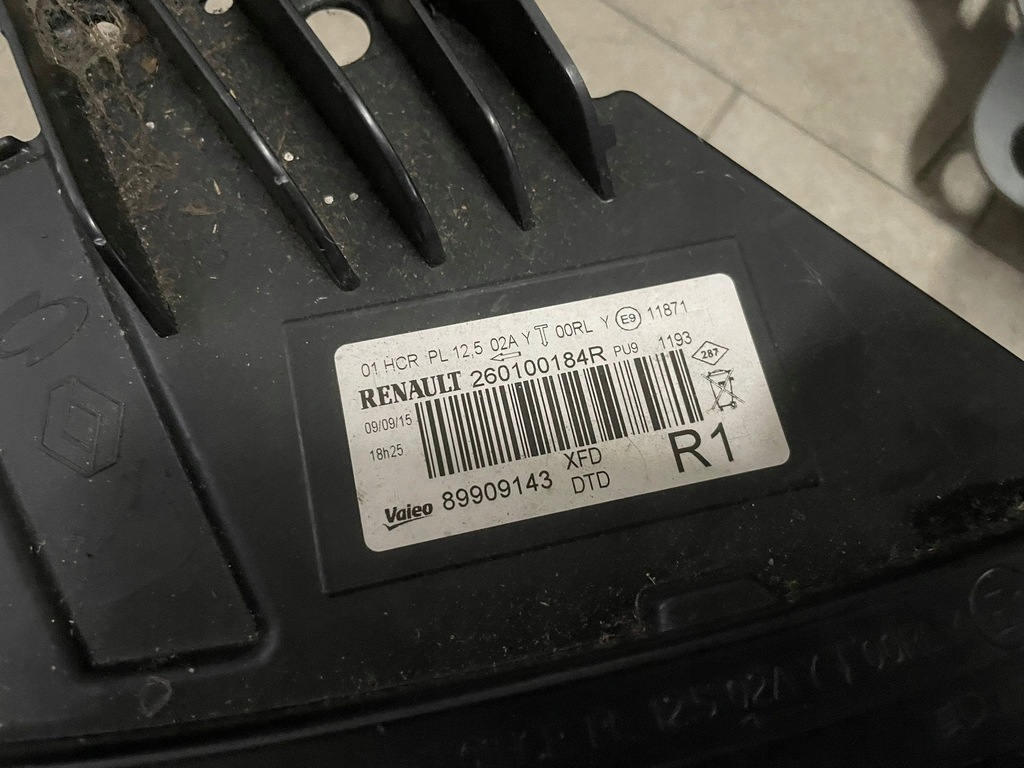 01 HCR PL 12,5 02A Y T 00RL Y E9 11871
RENAULT 260100184R PU9 1193
287
09/09/15
18h25
Valeo 89909143 XFD
DTD
R1